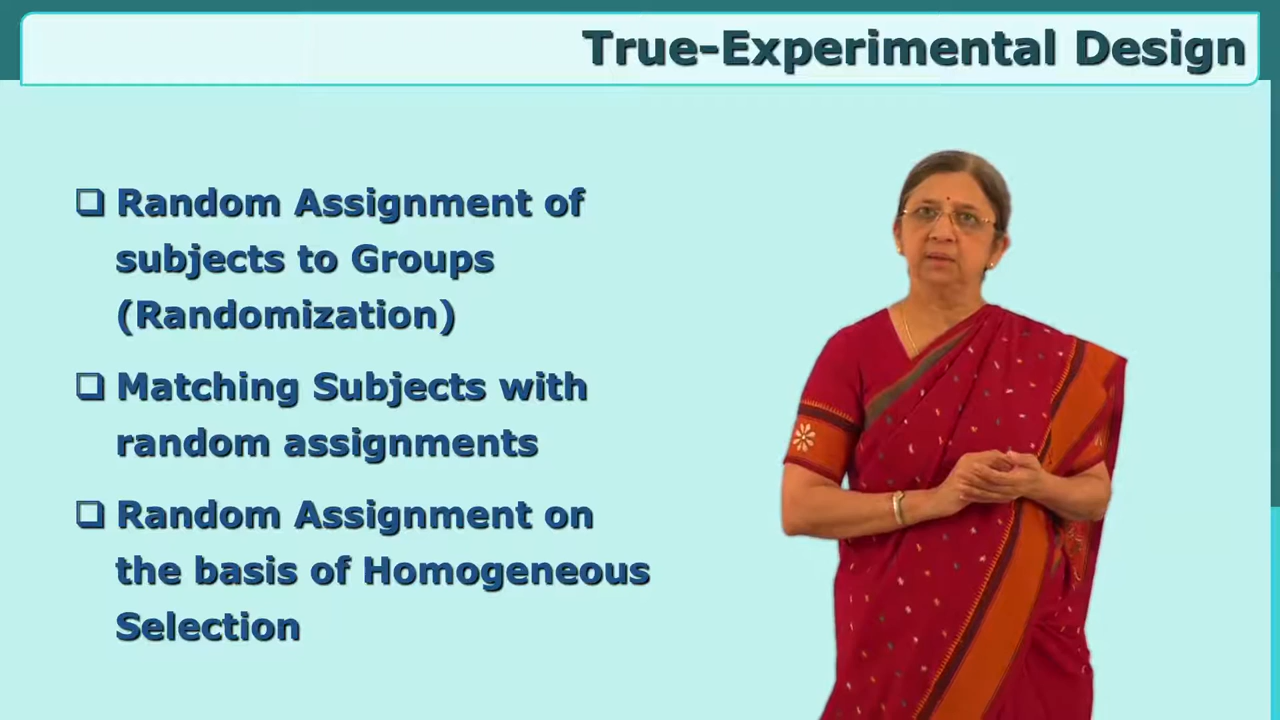 True-Experimental Design
❑ Random Assignment of
subjects to Groups
(Randomization)
❑ Matching Subjects with
random assignments
❑ Random Assignment on
the basis of Homogeneous
Selection